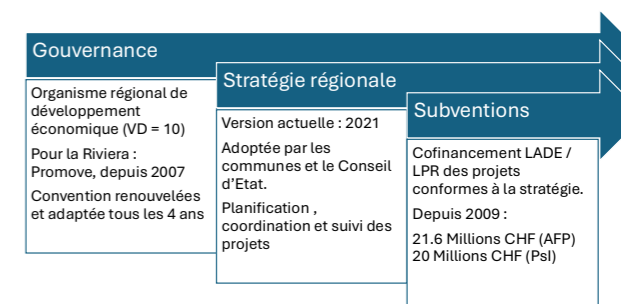 Gouvernance
Organisme régional de
développement
économique (VD = 10)
Pour la Riviera :
Promove, depuis 2007
Convention renouvelées
et adaptée tous les 4 ans
Stratégie régionale
Version actuelle : 2021
Adoptée par les
communes et le Conseil
d'Etat.
Planification ,
coordination et suivi des
projets
Subventions
Cofinancement LADE /
LPR des projets
conformes à la stratégie.
Depuis 2009 :
21.6 Millions CHF (AFP)
20 Millions CHF (PsI)